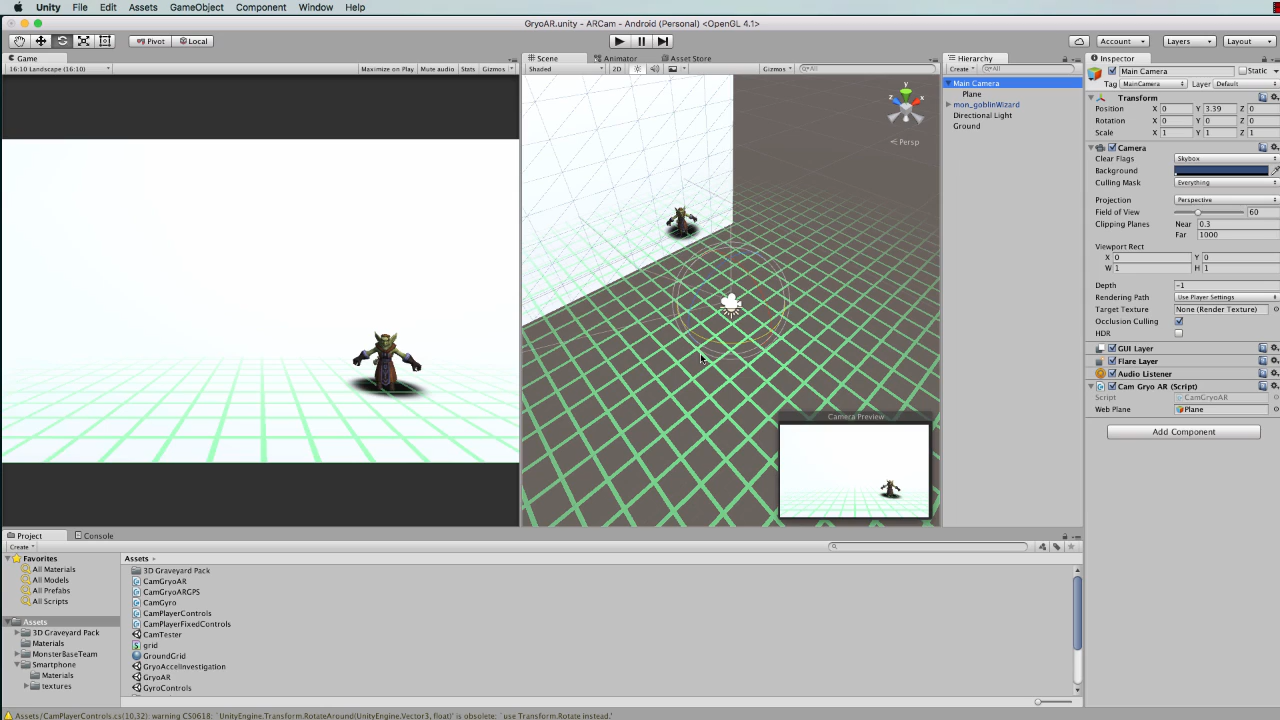 Unity File Edit Assets GameObject Component Window Help
GryoAR.unity - ARCam - Android (Personal) <OpenGL 4.1>
Pivot Local Account Layers Layout
Game Scene Animator Asset Store Hierarchy Inspector
16:10 Landscape (16:10) Maximize on Play Mute audio Stats Gizmos Shaded 2D Gizmos All Create All
Main Camera Static
Tag MainCamera Layer Default
Transform
Position X 0 Y 3.39 Z 0
Rotation X 0 Y 0 Z 0
Scale X 1 Y 1 Z 1
Camera
Clear Flags Skybox
Background
Culling Mask Everything
Projection Perspective
Field of View 60
Clipping Planes Near 0.3
Far 1000
Viewport Rect
X 0 Y 0
W 1 H 1
Depth -1
Rendering Path Use Player Settings
Target Texture None (Render Texture)
Occlusion Culling
HDR
GUI Layer
Flare Layer
Audio Listener
Cam Gryo AR (Script)
Script CamGryoAR
Web Plane Plane
Add Component
Main Camera
Plane
mon_goblinWizard
Directional Light
Ground
y
z x
Persp
Camera Preview
Project Console
Create
Favorites
All Materials
All Models
All Prefabs
All Scripts
Assets
3D Graveyard Pack
Materials
MonsterBaseTeam
Smartphone
Materials
textures
Assets
3D Graveyard Pack
CamGryoAR
CamGryoARGPS
CamGyro
CamPlayerControls
CamPlayerFixedControls
CamTester
grid
GroundGrid
GryoAccelInvestigation
GryoAR
GyroControls
Assets/CamPlayerControls.cs(10,32): warning CS0618: `UnityEngine.Transform.RotateAround(UnityEngine.Vector3, float)' is obsolete: `use Transform.Rotate instead.'